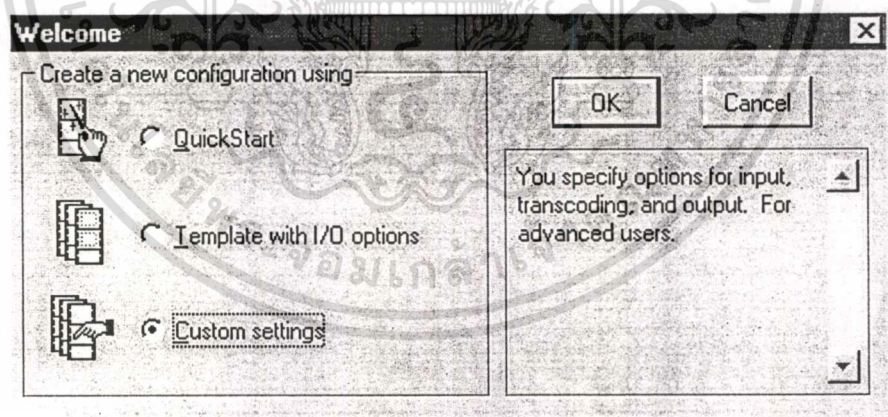 Welcome
Create a new configuration using
QuickStart
Template with I/O options
Custom settings
OK
Cancel
You specify options for input,
transcoding, and output. For
advanced users.